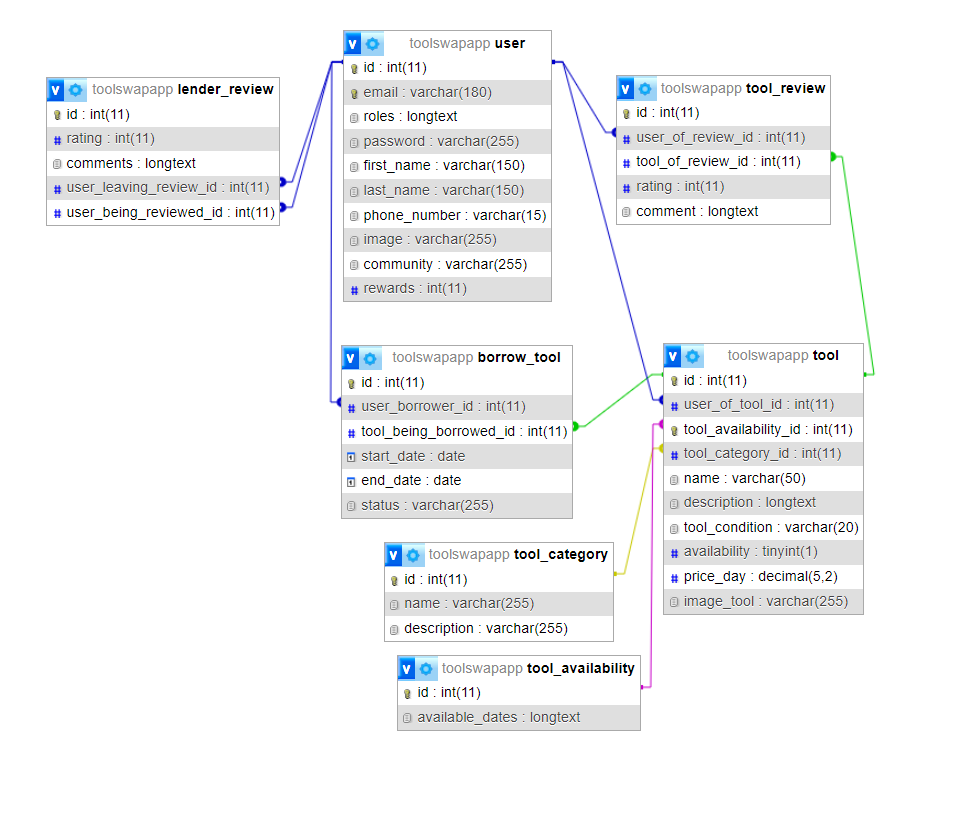 toolswapapp user
id : int(11)
email : varchar(180)
roles : longtext
password : varchar(255)
first_name : varchar(150)
last_name : varchar(150)
phone_number : varchar(15)
image : varchar(255)
community : varchar(255)
rewards : int(11)
v toolswapapp lender_review
id : int(11)
# rating : int(11)
comments : longtext
# user_leaving_review_id : int(11)
# user_being_reviewed_id : int(11)
v toolswapapp tool_review
id : int(11)
# user_of_review_id : int(11)
# tool_of_review_id : int(11)
# rating : int(11)
comment : longtext
v toolswapapp borrow_tool
id : int(11)
# user_borrower_id : int(11)
# tool_being_borrowed_id : int(11)
start_date : date
end_date : date
status : varchar(255)
v toolswapapp tool
id : int(11)
# user_of_tool_id : int(11)
tool_availability_id : int(11)
# tool_category_id : int(11)
name : varchar(50)
description : longtext
tool_condition : varchar(20)
# availability : tinyint(1)
# price_day : decimal(5,2)
image_tool : varchar(255)
v toolswapapp tool_category
id : int(11)
name : varchar(255)
description : varchar(255)
v toolswapapp tool_availability
id : int(11)
available_dates : longtext